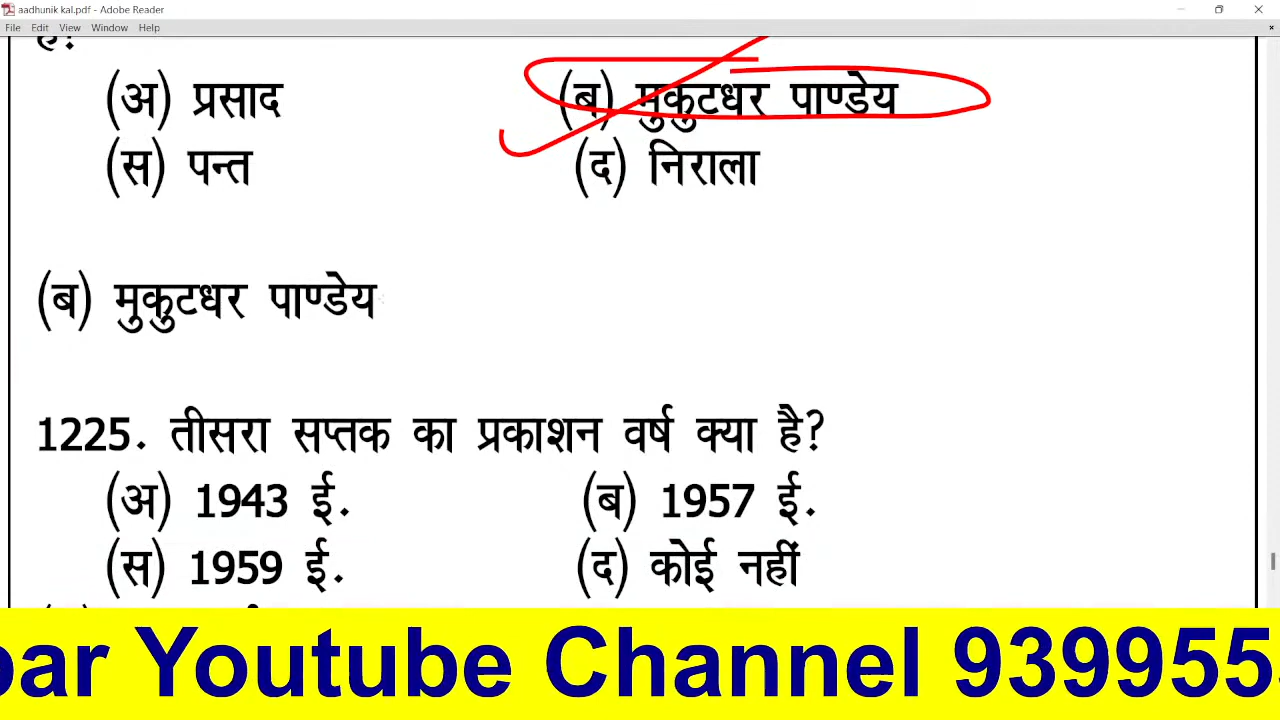 aadhunik kal.pdf - Adobe Reader
File Edit View Window Help
है?
(अ) प्रसाद (ब) मुकुटधर पाण्डेय
(स) पन्त (द) निराला
(ब) मुकुटधर पाण्डेय
1225. तीसरा सप्तक का प्रकाशन वर्ष क्या है?
(अ) 1943 ई. (ब) 1957 ई.
(स) 1959 ई. (द) कोई नहीं
Youtube Channel 939955